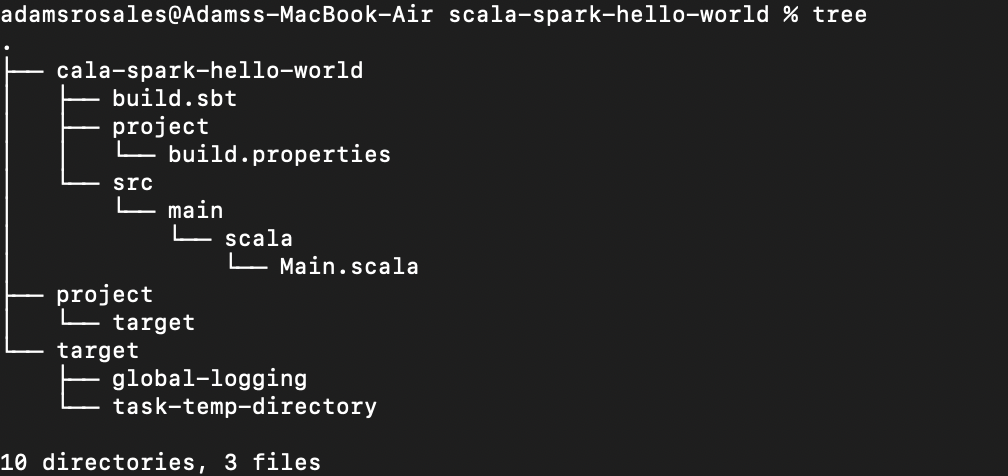 adamsrosales@Adamss-MacBook-Air scala-spark-hello-world % tree
.
├── cala-spark-hello-world
│   ├── build.sbt
│   ├── project
│   │   └── build.properties
│   └── src
│       └── main
│           └── scala
│               └── Main.scala
├── project
│   └── target
└── target
    ├── global-logging
    └── task-temp-directory
10 directories, 3 files